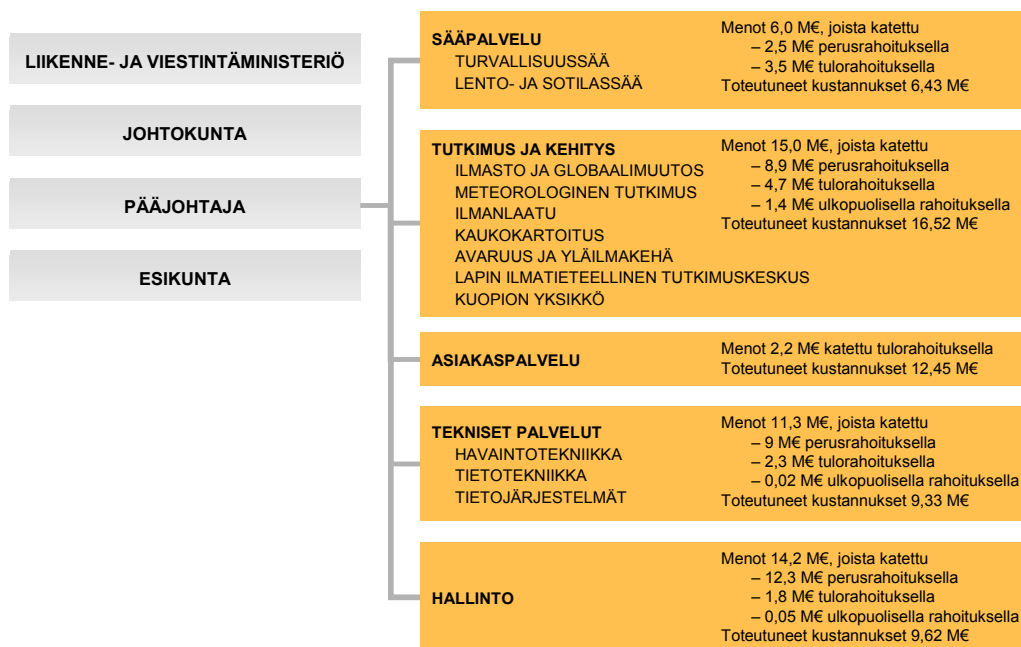 LIIKENNE- JA VIESTINTÄMINISTERIÖ
JOHTOKUNTA
PÄÄJOHTAJA
ESIKUNTA
SÄÄPALVELU
TURVALLISUUSSÄÄ
LENTO- JA SOTILASSÄÄ
Menot 6,0 M€, joista katettu
– 2,5 M€ perusrahoituksella
– 3,5 M€ tulorahoituksella
Toteutuneet kustannukset 6,43 M€
TUTKIMUS JA KEHITYS
ILMASTO JA GLOBAALIMUUTOS
METEOROLOGINEN TUTKIMUS
ILMANLAATU
KAUKOKARTOITUS
AVARUUS JA YLÄILMAKEHÄ
LAPIN ILMATIETEELLINEN TUTKIMUSKESKUS
KUOPION YKSIKKÖ
Menot 15,0 M€, joista katettu
– 8,9 M€ perusrahoituksella
– 4,7 M€ tulorahoituksella
– 1,4 M€ ulkopuolisella rahoituksella
Toteutuneet kustannukset 16,52 M€
ASIAKASPALVELU
Menot 2,2 M€ katettu tulorahoituksella
Toteutuneet kustannukset 12,45 M€
TEKNISET PALVELUT
HAVAINTOTEKNIIKKA
TIETOTEKNIIKKA
TIETOJÄRJESTELMÄT
Menot 11,3 M€, joista katettu
– 9 M€ perusrahoituksella
– 2,3 M€ tulorahoituksella
– 0,02 M€ ulkopuolisella rahoituksella
Toteutuneet kustannukset 9,33 M€
HALLINTO
Menot 14,2 M€, joista katettu
– 12,3 M€ perusrahoituksella
– 1,8 M€ tulorahoituksella
– 0,05 M€ ulkopuolisella rahoituksella
Toteutuneet kustannukset 9,62 M€